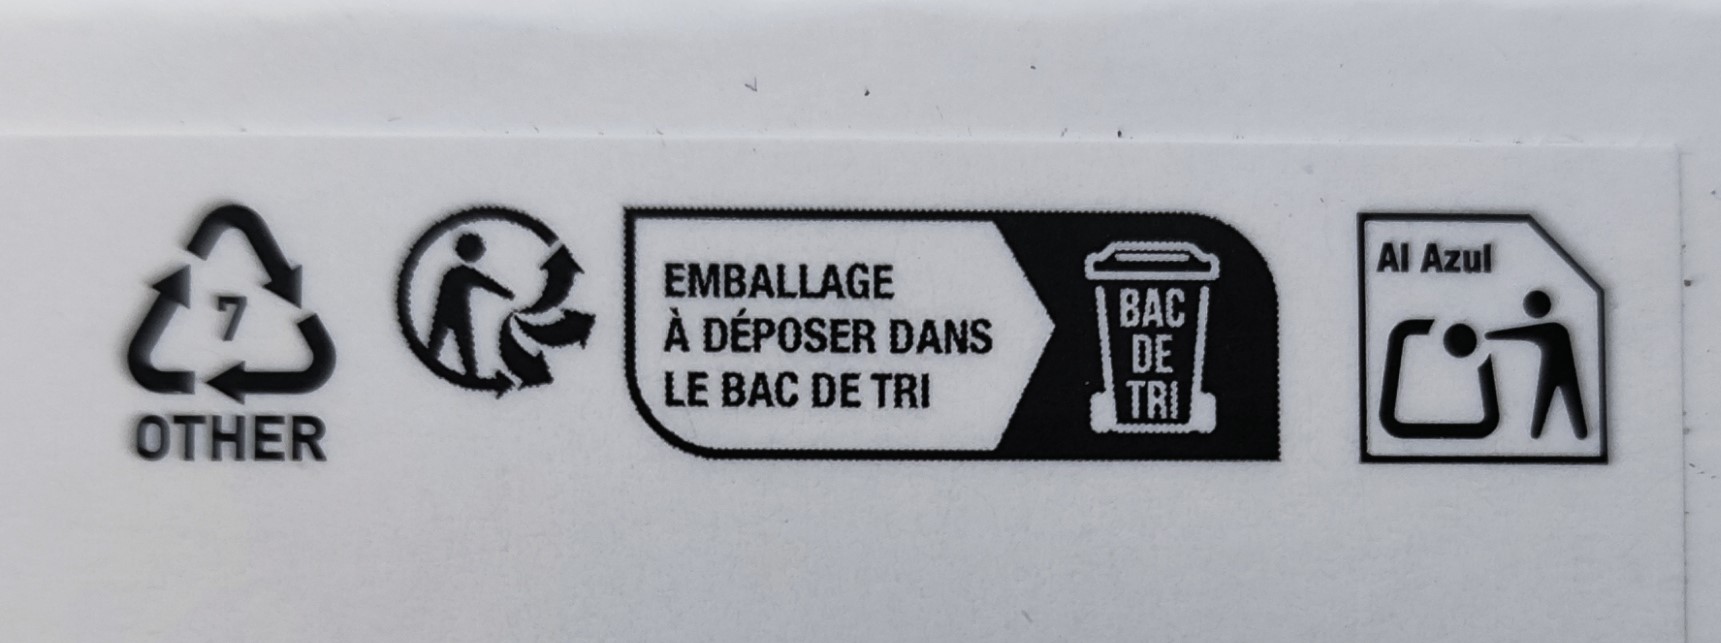 7
OTHER
EMBALLAGE
À DÉPOSER DANS
LE BAC DE TRI
BAC
DE
TRI
Al Azul